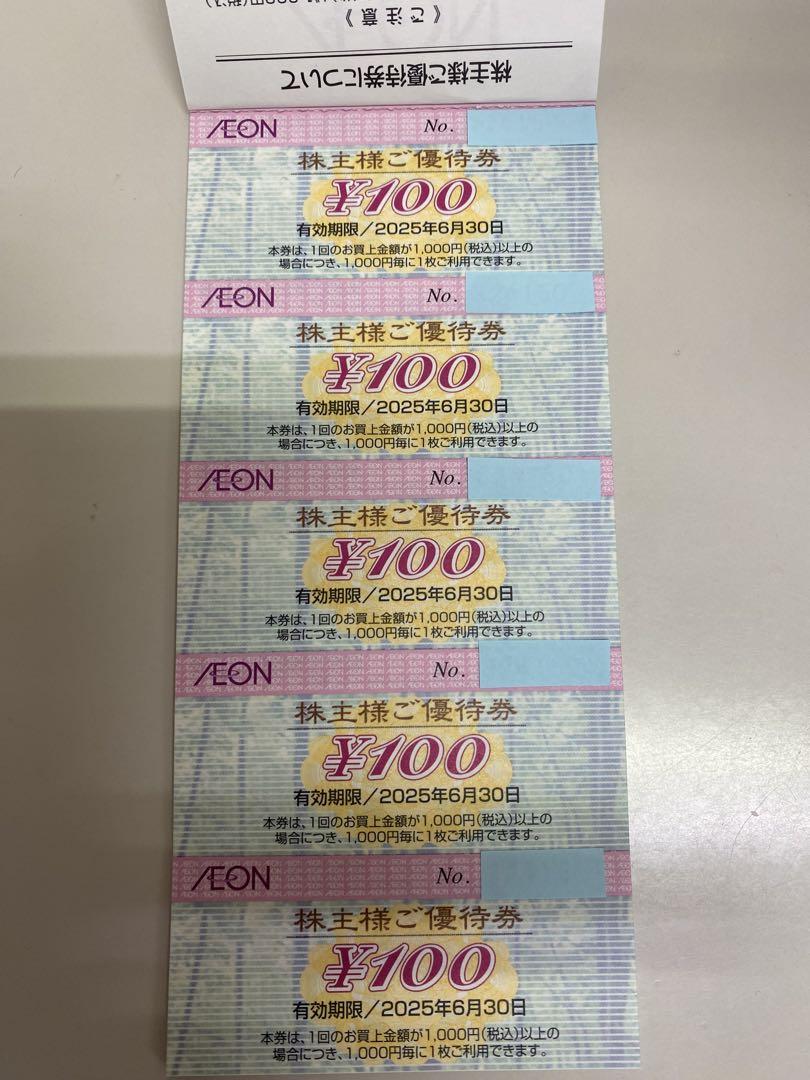 株主様ご優待券について
《ご注意》
ÆON No.
株主様ご優待券
¥100
有効期限/2025年6月30日
本券は、1回のお買上金額が1,000円(税込)以上の
場合につき、1,000円毎に1枚ご利用できます。
ÆON No.
株主様ご優待券
¥100
有効期限/2025年6月30日
本券は、1回のお買上金額が1,000円(税込)以上の
場合につき、1,000円毎に1枚ご利用できます。
ÆON No.
株主様ご優待券
¥100
有効期限/2025年6月30日
本券は、1回のお買上金額が1,000円(税込)以上の
場合につき、1,000円毎に1枚ご利用できます。
ÆON No.
株主様ご優待券
¥100
有効期限/2025年6月30日
本券は、1回のお買上金額が1,000円(税込)以上の
場合につき、1,000円毎に1枚ご利用できます。
ÆON No.
株主様ご優待券
¥100
有効期限/2025年6月30日
本券は、1回のお買上金額が1,000円(税込)以上の
場合につき、1,000円毎に1枚ご利用できます。